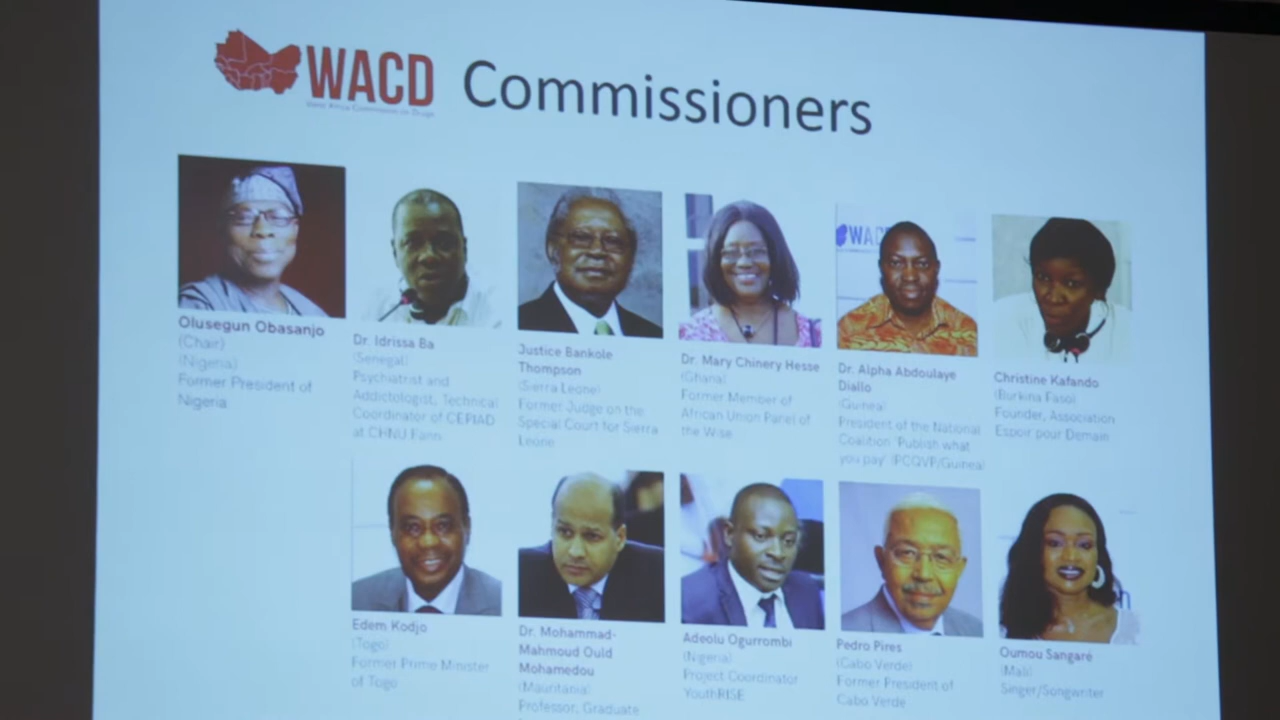 WACD
West Africa Commission on Drugs
Commissioners
Olusegun Obasanjo
(Chair)
(Nigeria)
Former President of
Nigeria
Dr. Idrissa Ba
(Senegal)
Psychiatrist and
Addictologist, Technical
Coordinator of CEPIAD
at CHNU Fann
Justice Bankole
Thompson
(Sierra Leone)
Former Judge on the
Special Court for Sierra
Leone
Dr. Mary Chinery Hesse
(Ghana)
Former Member of
African Union Panel of
the Wise
WAC
Dr. Alpha Abdoulaye
Diallo
(Guinea)
President of the National
Coalition 'Publish what
you pay' (PCQVP/Guinea)
Christine Kafando
(Burkina Faso)
Founder, Association
Espoir pour Demain
Edem Kodjo
(Togo)
Former Prime Minister
of Togo
Dr. Mohammad-
Mahmoud Ould
Mohamedou
(Mauritania)
Professor, Graduate
Adeolu Ogurrombi
(Nigeria)
Project Coordinator
YouthRISE
Pedro Pires
(Cabo Verde)
Former President of
Cabo Verde
Oumou Sangaré
(Mali)
Singer/Songwriter